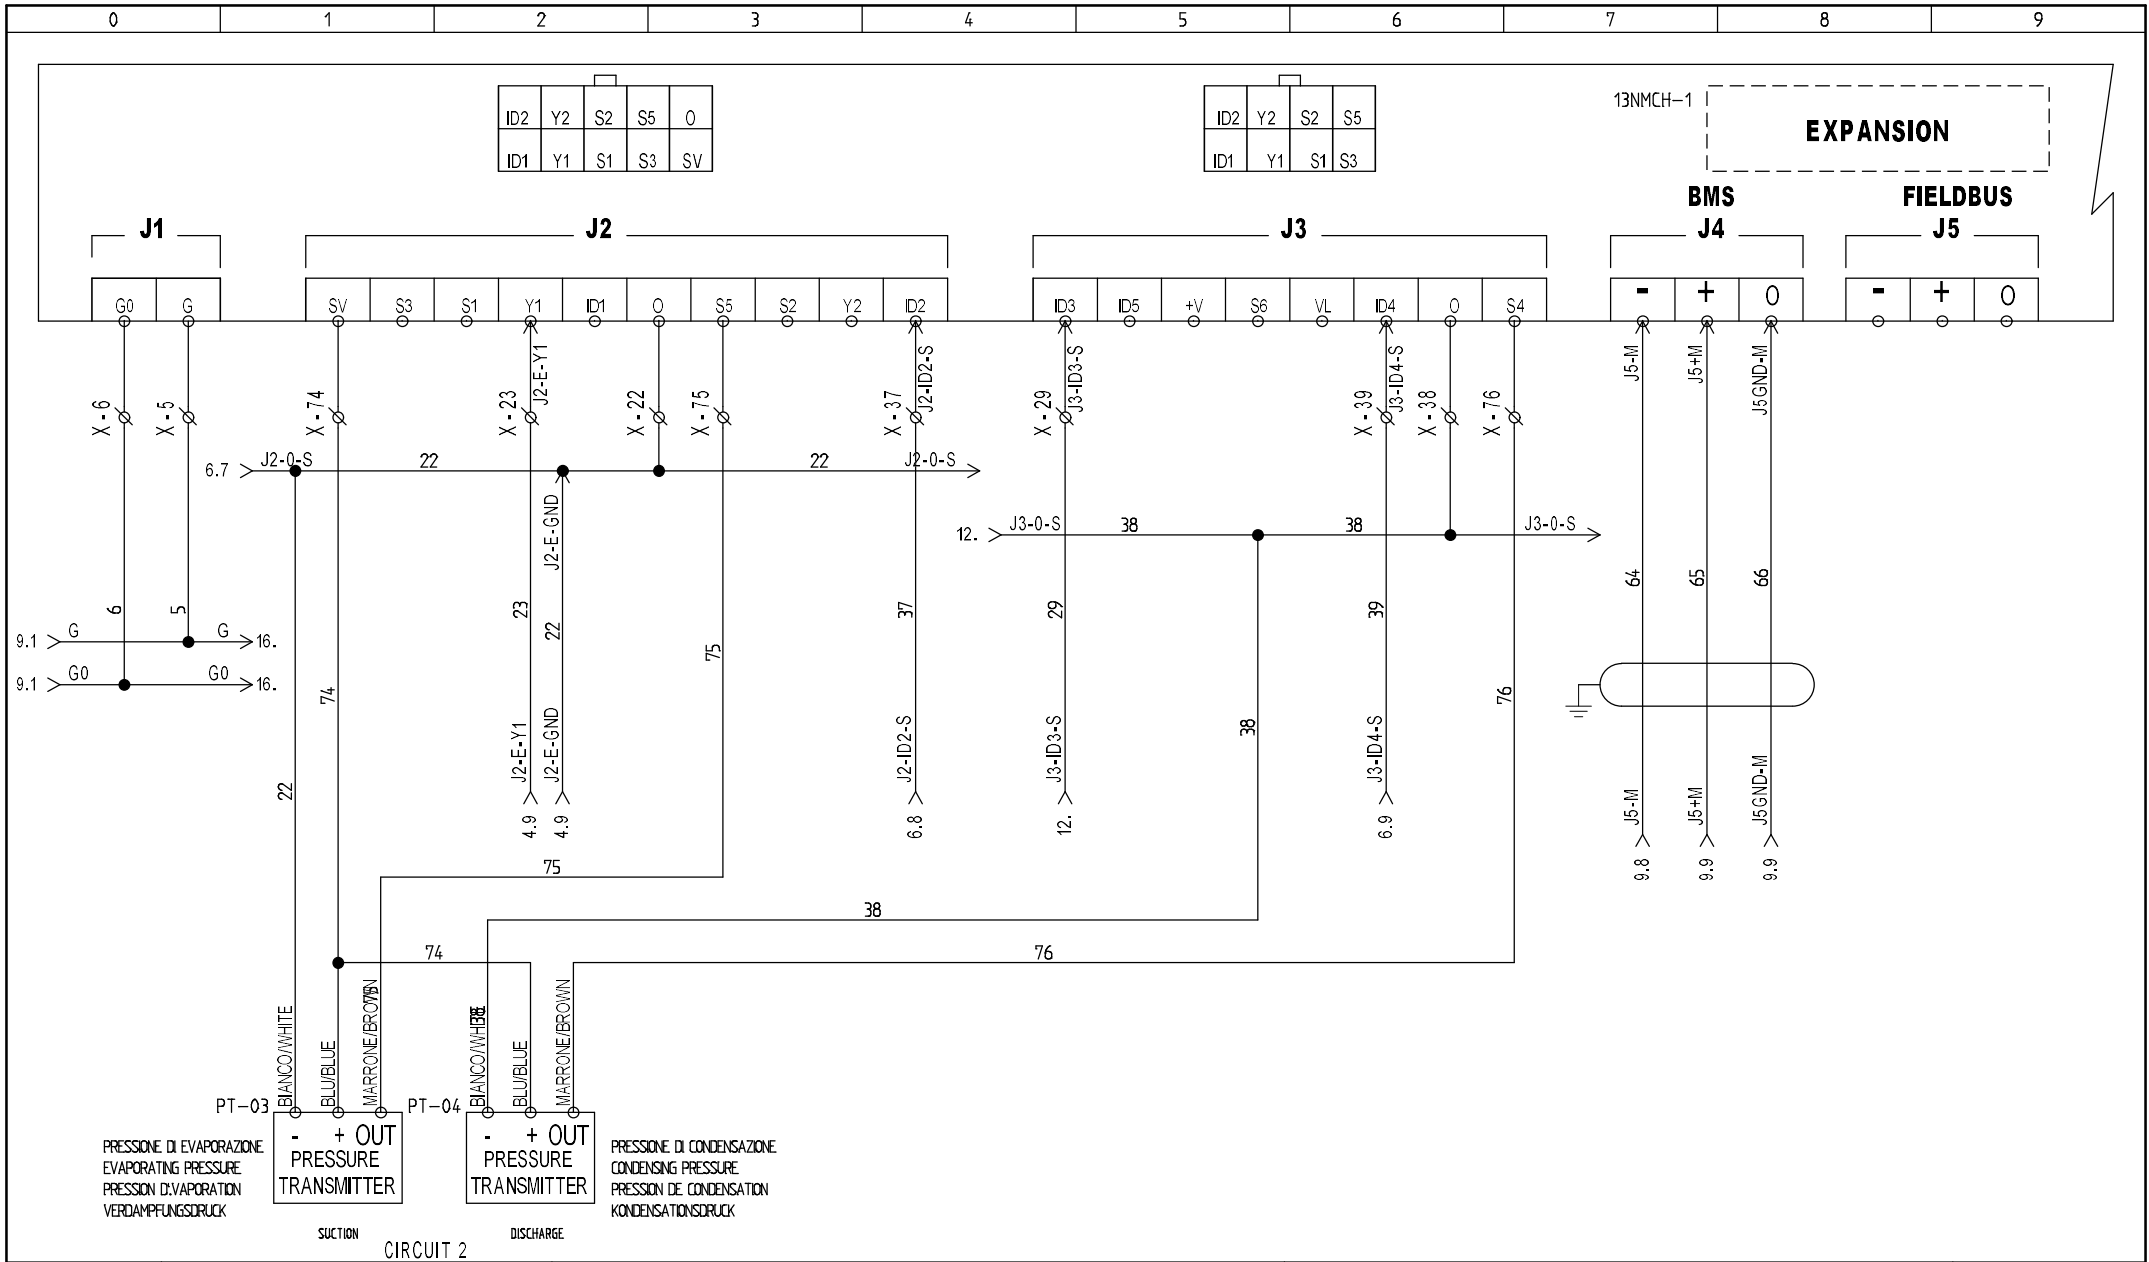 0 1 2 3 4 5 6 7 8 9
ID2 Y2 S2 S5 O
ID1 Y1 S1 S3 SV
ID2 Y2 S2 S5
ID1 Y1 S1 S3
13NMCH-1
EXPANSION
BMS
FIELDBUS
J1 J2 J3 J4 J5
G0 G
SV S3 S1 Y1 ID1 O S5 S2 Y2 ID2
ID3 ID5 +V S6 VL ID4 O S4
- + O
- + O
X-6
X-5
X-74
X-23
J2-E-Y1
X-22
X-75
X-37
J2-ID2-S
X-29
J3-ID3-S
X-39
J3-ID4-S
X-38
X-76
J5-M
J5+M
J5GND-M
6.7 J2-0-S 22 22 J2-0-S
J2-E-GND
12. J3-0-S 38 38 J3-0-S
6
5
23
22
37
29
39
64
65
66
9.1 G G 16.
9.1 G0 G0 16.
74
75
76
38
22
J2-E-Y1
J2-E-GND
J2-ID2-S
J3-ID3-S
J3-ID4-S
J5-M
J5+M
J5GND-M
4.9
4.9
6.8
12.
6.9
9.8
9.9
9.9
75
38
74
76
BIANCO/WHITE
BLU/BLUE
MARRONE/BROWN
75
BIANCO/WHITE
38
BLU/BLUE
MARRONE/BROWN
PT-03
PT-04
- + OUT
PRESSURE
TRANSMITTER
- + OUT
PRESSURE
TRANSMITTER
PRESSIONE DI EVAPORAZIONE
EVAPORATING PRESSURE
PRESSION D'.VAPORATION
VERDAMPFUNGSDRUCK
PRESSIONE DI CONDENSAZIONE
CONDENSING PRESSURE
PRESSION DE CONDENSATION
KONDENSATIONSDRUCK
SUCTION
DISCHARGE
CIRCUIT 2